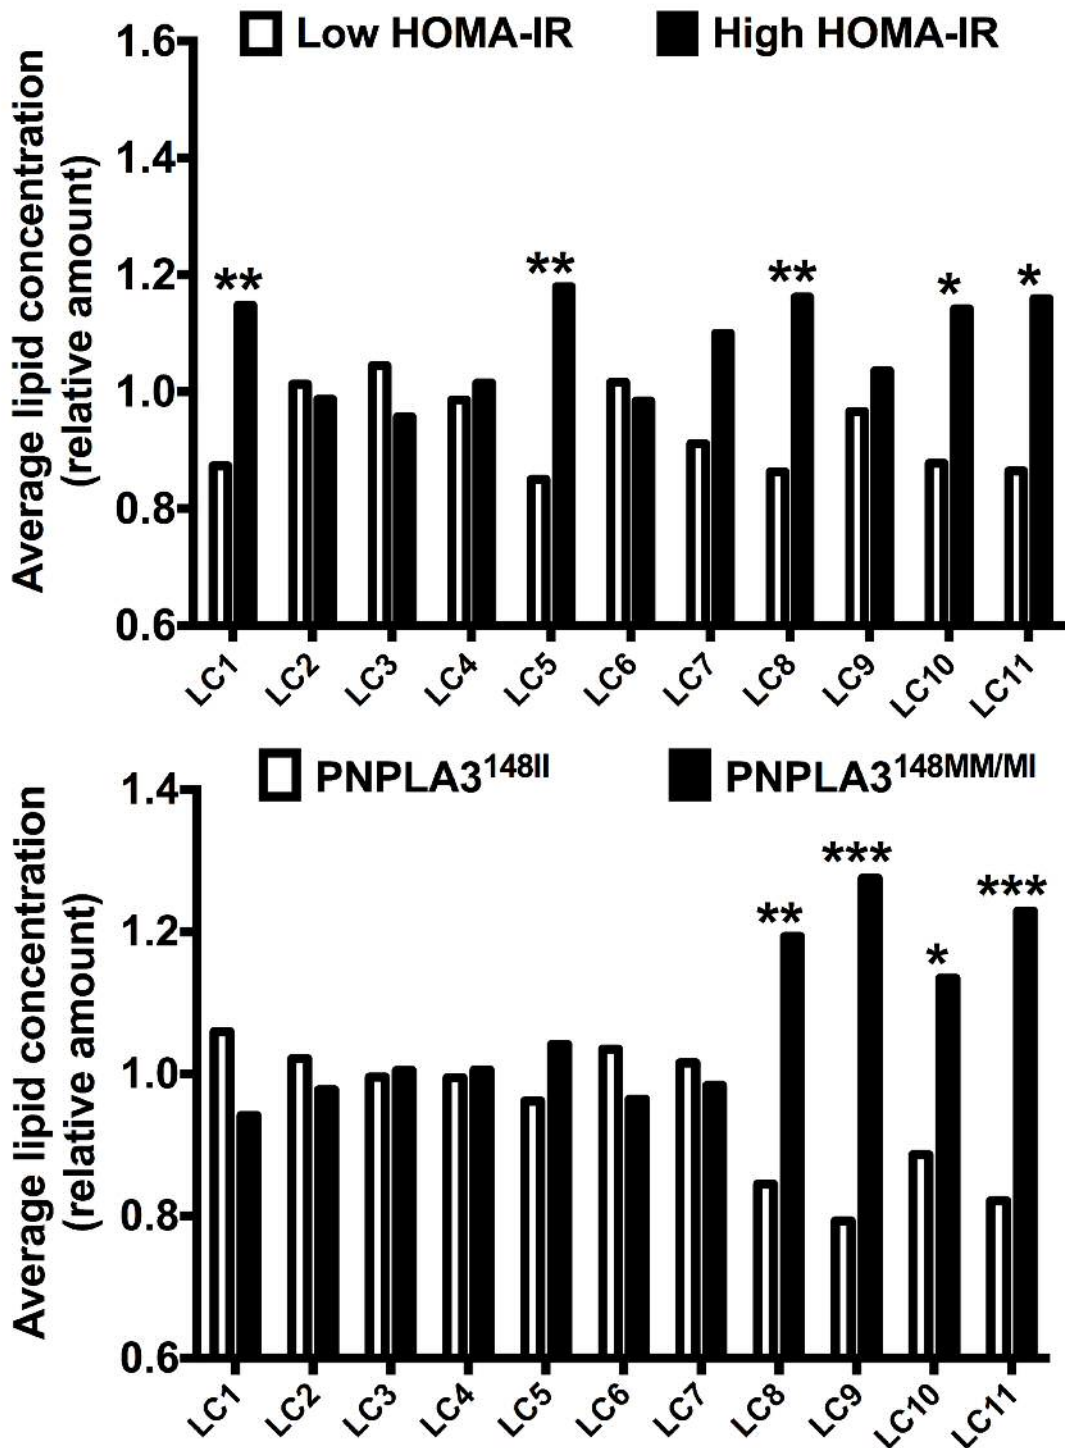 Low HOMA-IR High HOMA-IR
Average lipid concentration
(relative amount)
1.6
1.4
1.2
1.0
0.8
0.6
** ** ** * *
LC1 LC2 LC3 LC4 LC5 LC6 LC7 LC8 LC9 LC10 LC11
PNPLA3148II PNPLA3148MM/MI
Average lipid concentration
(relative amount)
1.4
1.2
1.0
0.8
0.6
** *** * ***
LC1 LC2 LC3 LC4 LC5 LC6 LC7 LC8 LC9 LC10 LC11